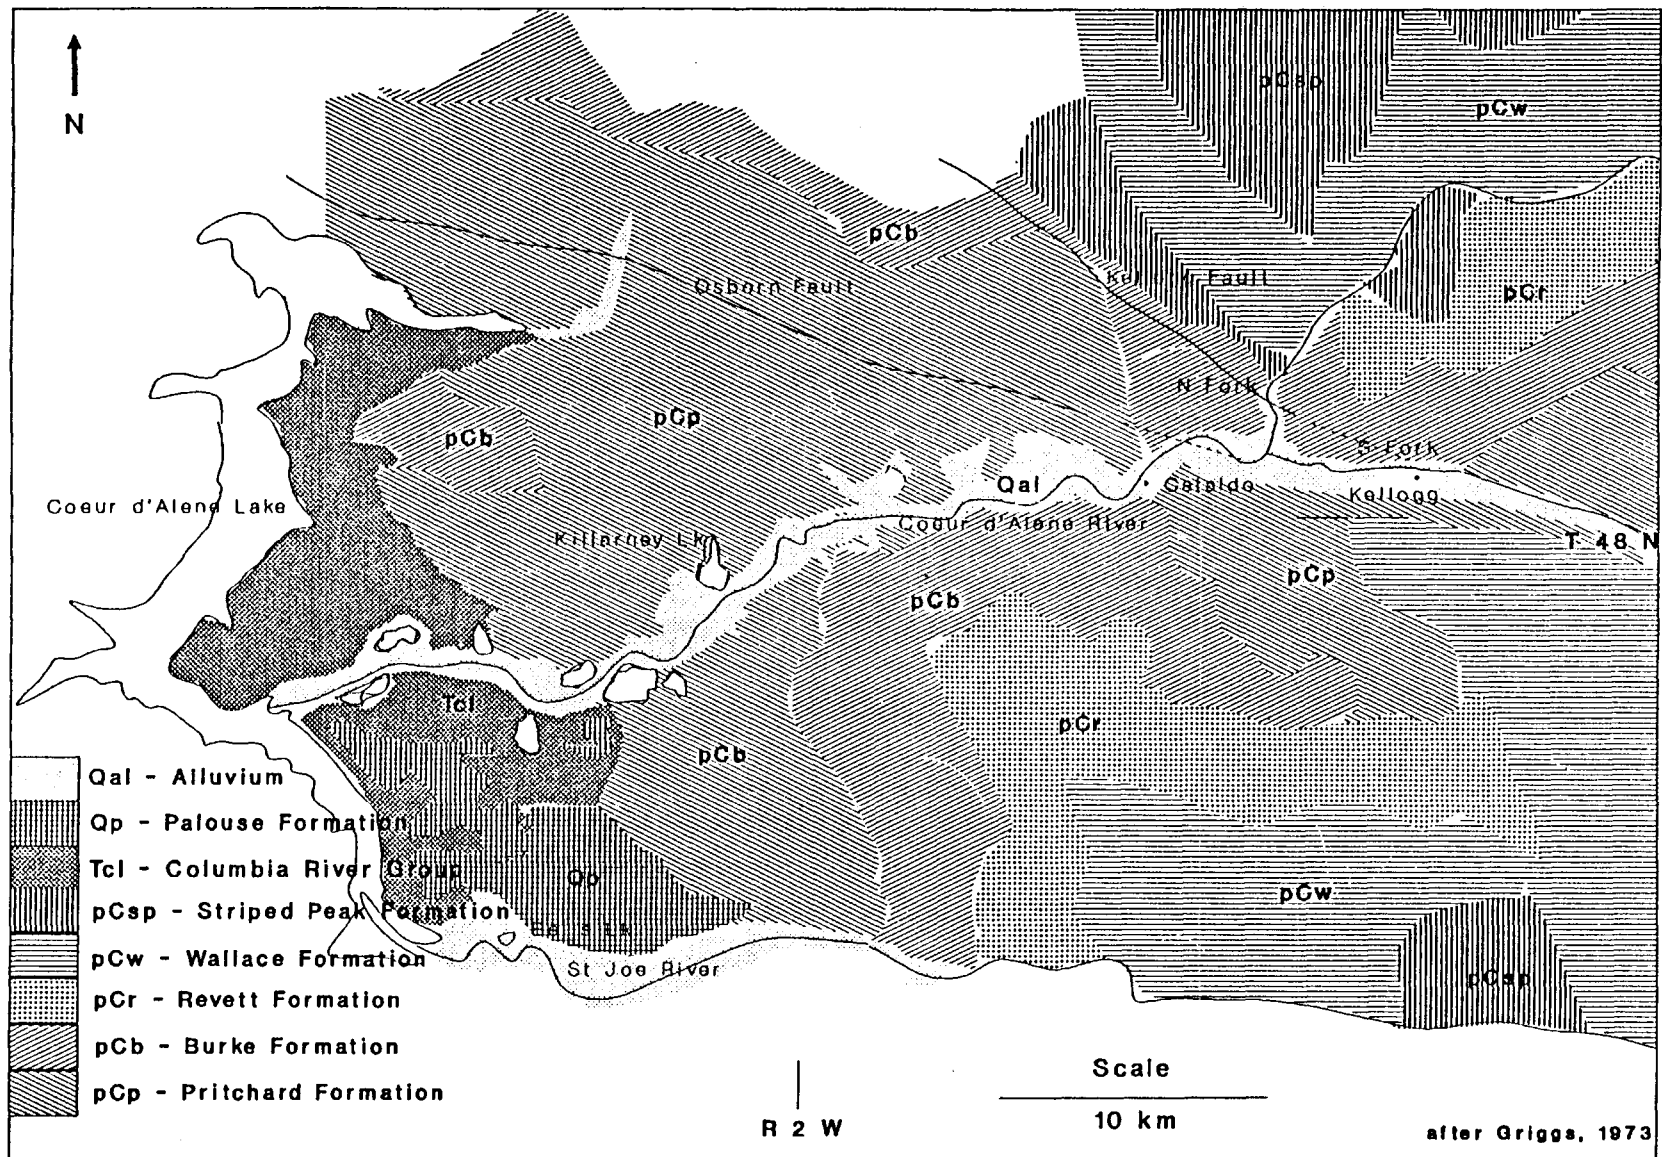 N
pCsp
pCw
pCb
Osborn Fault
Fault
pCr
N Fork
pCp
pCb
S Fork
Qal
Kellogg
Coeur d'Alene Lake
Coeur d'Alene River
Killarney Lk
T 48 N
pCp
pCb
Tcl
pCr
pCb
Qal - Alluvium
Qp - Palouse Formation
Tcl - Columbia River Group
Qp
pCw
pCsp - Striped Peak Formation
pCw - Wallace Formation
St Joe River
pCsp
pCr - Revett Formation
pCb - Burke Formation
pCp - Pritchard Formation
Scale
10 km
R 2 W
after Griggs, 1973